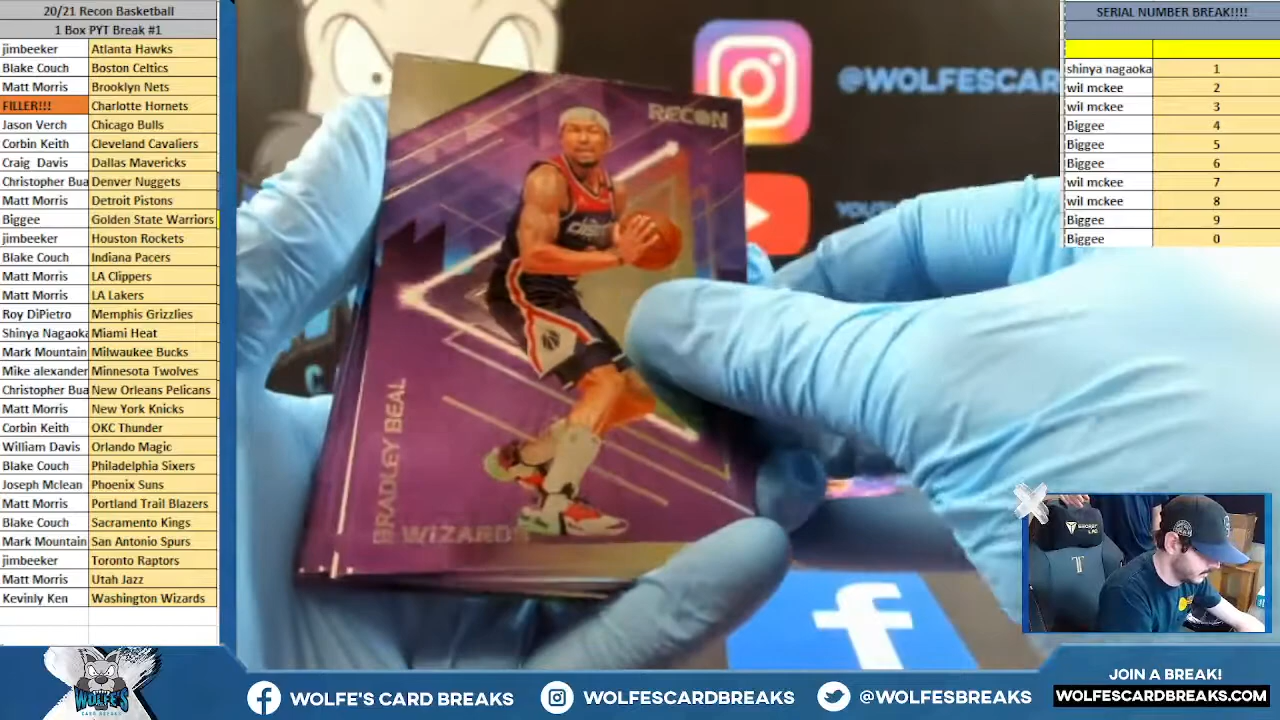 20/21 Recon Basketball
1 Box PYT Break #1
jimbeeker Atlanta Hawks
Blake Couch Boston Celtics
Matt Morris Brooklyn Nets
FILLER!!! Charlotte Hornets
Jason Verch Chicago Bulls
Corbin Keith Cleveland Cavaliers
Craig Davis Dallas Mavericks
Christopher Bua Denver Nuggets
Matt Morris Detroit Pistons
Biggee Golden State Warriors
jimbeeker Houston Rockets
Blake Couch Indiana Pacers
Matt Morris LA Clippers
Matt Morris LA Lakers
Roy DiPietro Memphis Grizzlies
Shinya Nagaoka Miami Heat
Mark Mountain Milwaukee Bucks
Mike alexander Minnesota Twolves
Christopher Bua New Orleans Pelicans
Matt Morris New York Knicks
Corbin Keith OKC Thunder
William Davis Orlando Magic
Blake Couch Philadelphia Sixers
Joseph Mclean Phoenix Suns
Matt Morris Portland Trail Blazers
Blake Couch Sacramento Kings
Mark Mountain San Antonio Spurs
jimbeeker Toronto Raptors
Matt Morris Utah Jazz
Kevinly Ken Washington Wizards
SERIAL NUMBER BREAK!!!!
shinya nagaoka 1
wil mckee 2
wil mckee 3
Biggee 4
Biggee 5
Biggee 6
wil mckee 7
wil mckee 8
Biggee 9
Biggee 0
@WOLFESCARD
RECON
BRADLEY BEAL
WIZARDS
WOLFE'S
CARD BREAKS
WOLFE'S CARD BREAKS
WOLFESCARDBREAKS
@WOLFESBREAKS
JOIN A BREAK!
WOLFESCARDBREAKS.COM